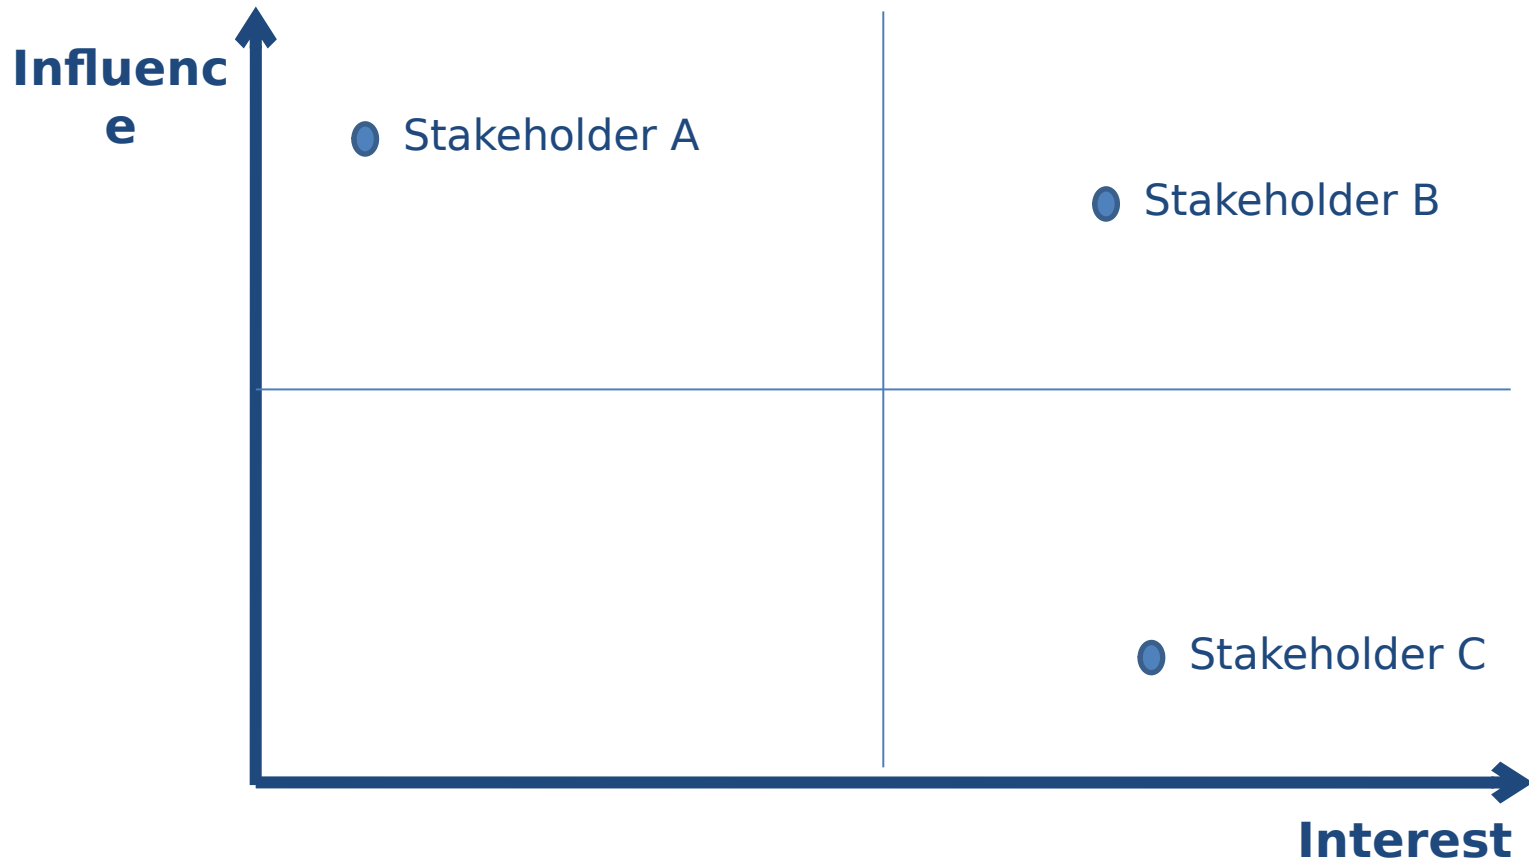 Influenc
e
Stakeholder A
Stakeholder B
Stakeholder C
Interest